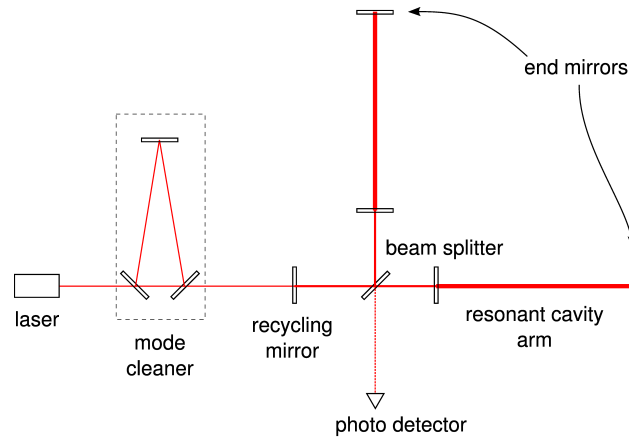 end mirrors
beam splitter
laser
mode
cleaner
recycling
mirror
resonant cavity
arm
photo detector